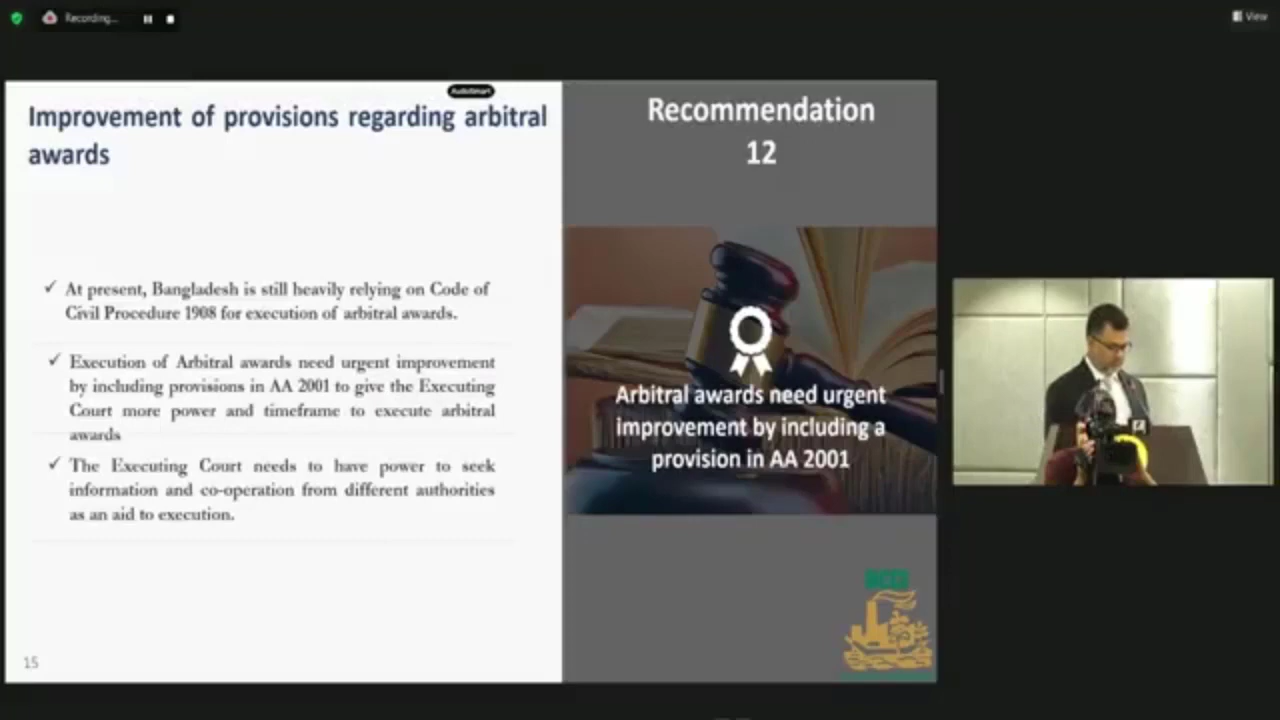 Recording...
View
AudioSmart
Improvement of provisions regarding arbitral
awards
At present, Bangladesh is still heavily relying on Code of
Civil Procedure 1908 for execution of arbitral awards.
Execution of Arbitral awards need urgent improvement
by including provisions in AA 2001 to give the Executing
Court more power and timeframe to execute arbitral
awards
The Executing Court needs to have power to seek
information and co-operation from different authorities
as an aid to execution.
15
Recommendation
12
Arbitral awards need urgent
improvement by including a
provision in AA 2001